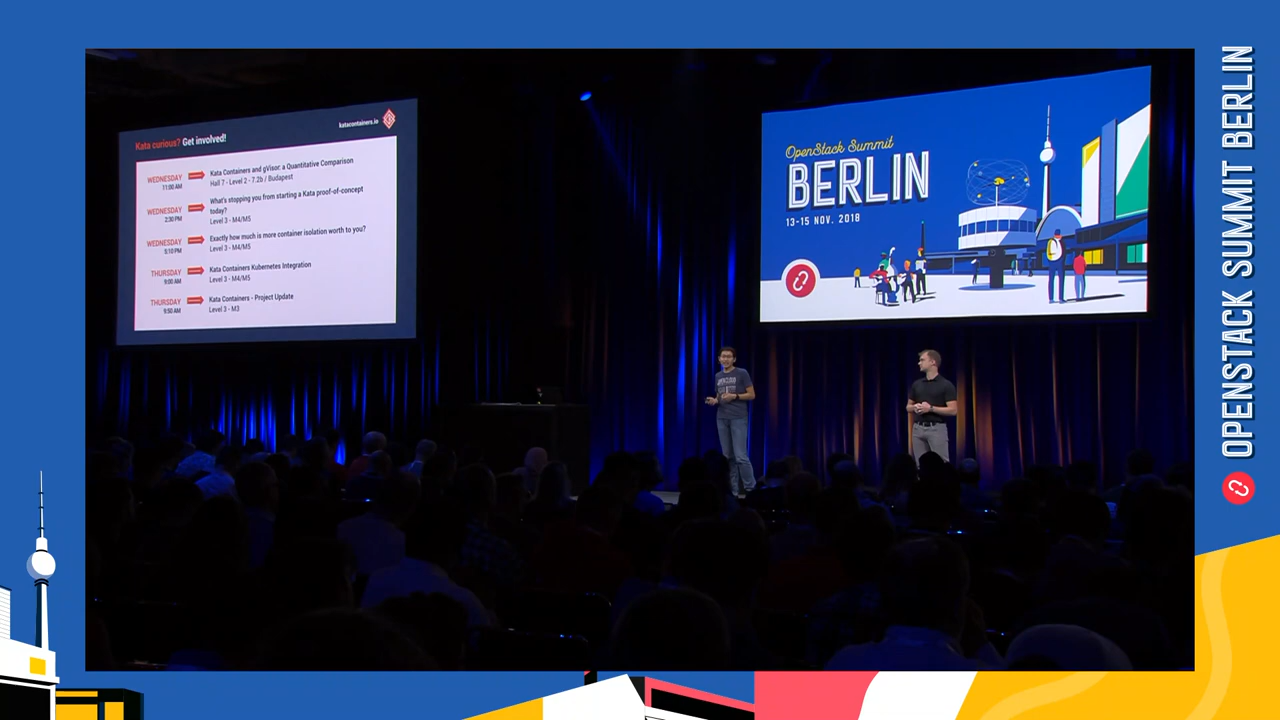 Kata curious? Get involved!
katacontainers.io
WEDNESDAY
11:00 AM
Kata Containers and gVisor: a Quantitative Comparison
Hall 7 - Level 2 - 7.2b / Budapest
WEDNESDAY
2:30 PM
What's stopping you from starting a Kata proof-of-concept
today?
Level 3 - M4/M5
WEDNESDAY
5:10 PM
Exactly how much is more container isolation worth to you?
Level 3 - M4/M5
THURSDAY
9:00 AM
Kata Containers Kubernetes Integration
Level 3 - M4/M5
THURSDAY
9:50 AM
Kata Containers - Project Update
Level 3 - M3
OpenStack Summit
BERLIN
13-15 NOV. 2018
OPENSTACK SUMMIT BERLIN